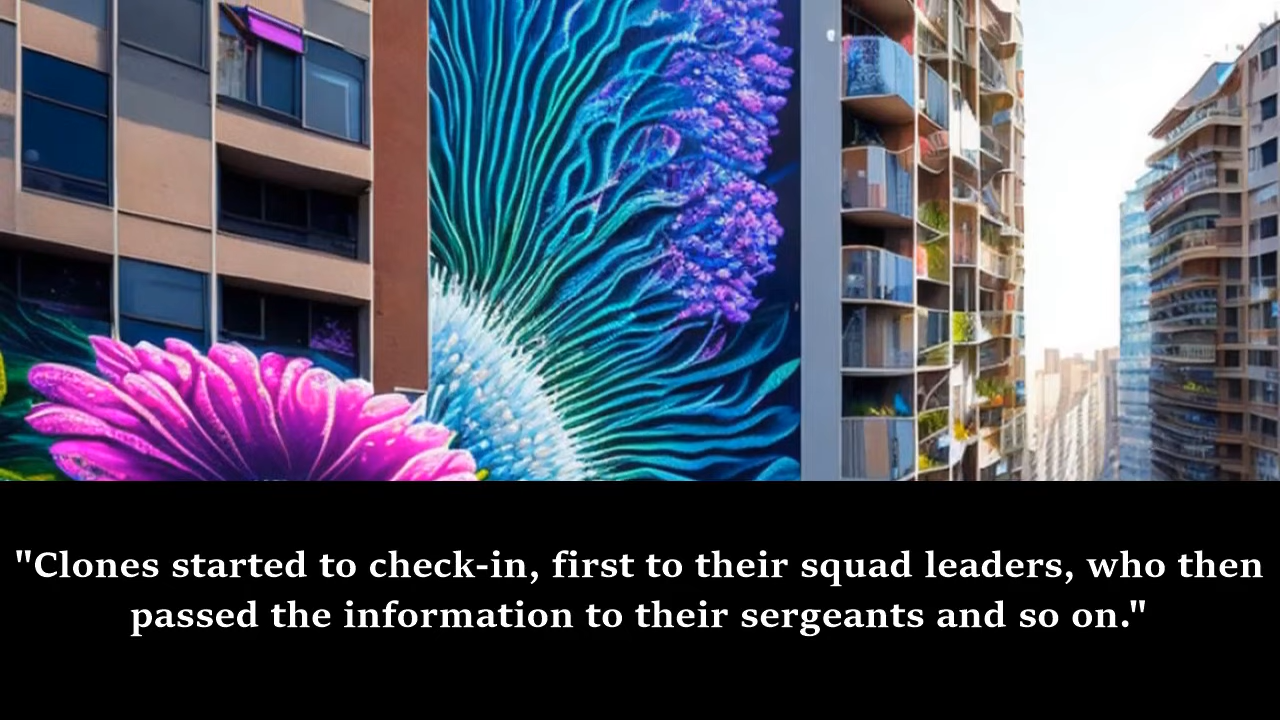 "Clones started to check-in, first to their squad leaders, who then
passed the information to their sergeants and so on."